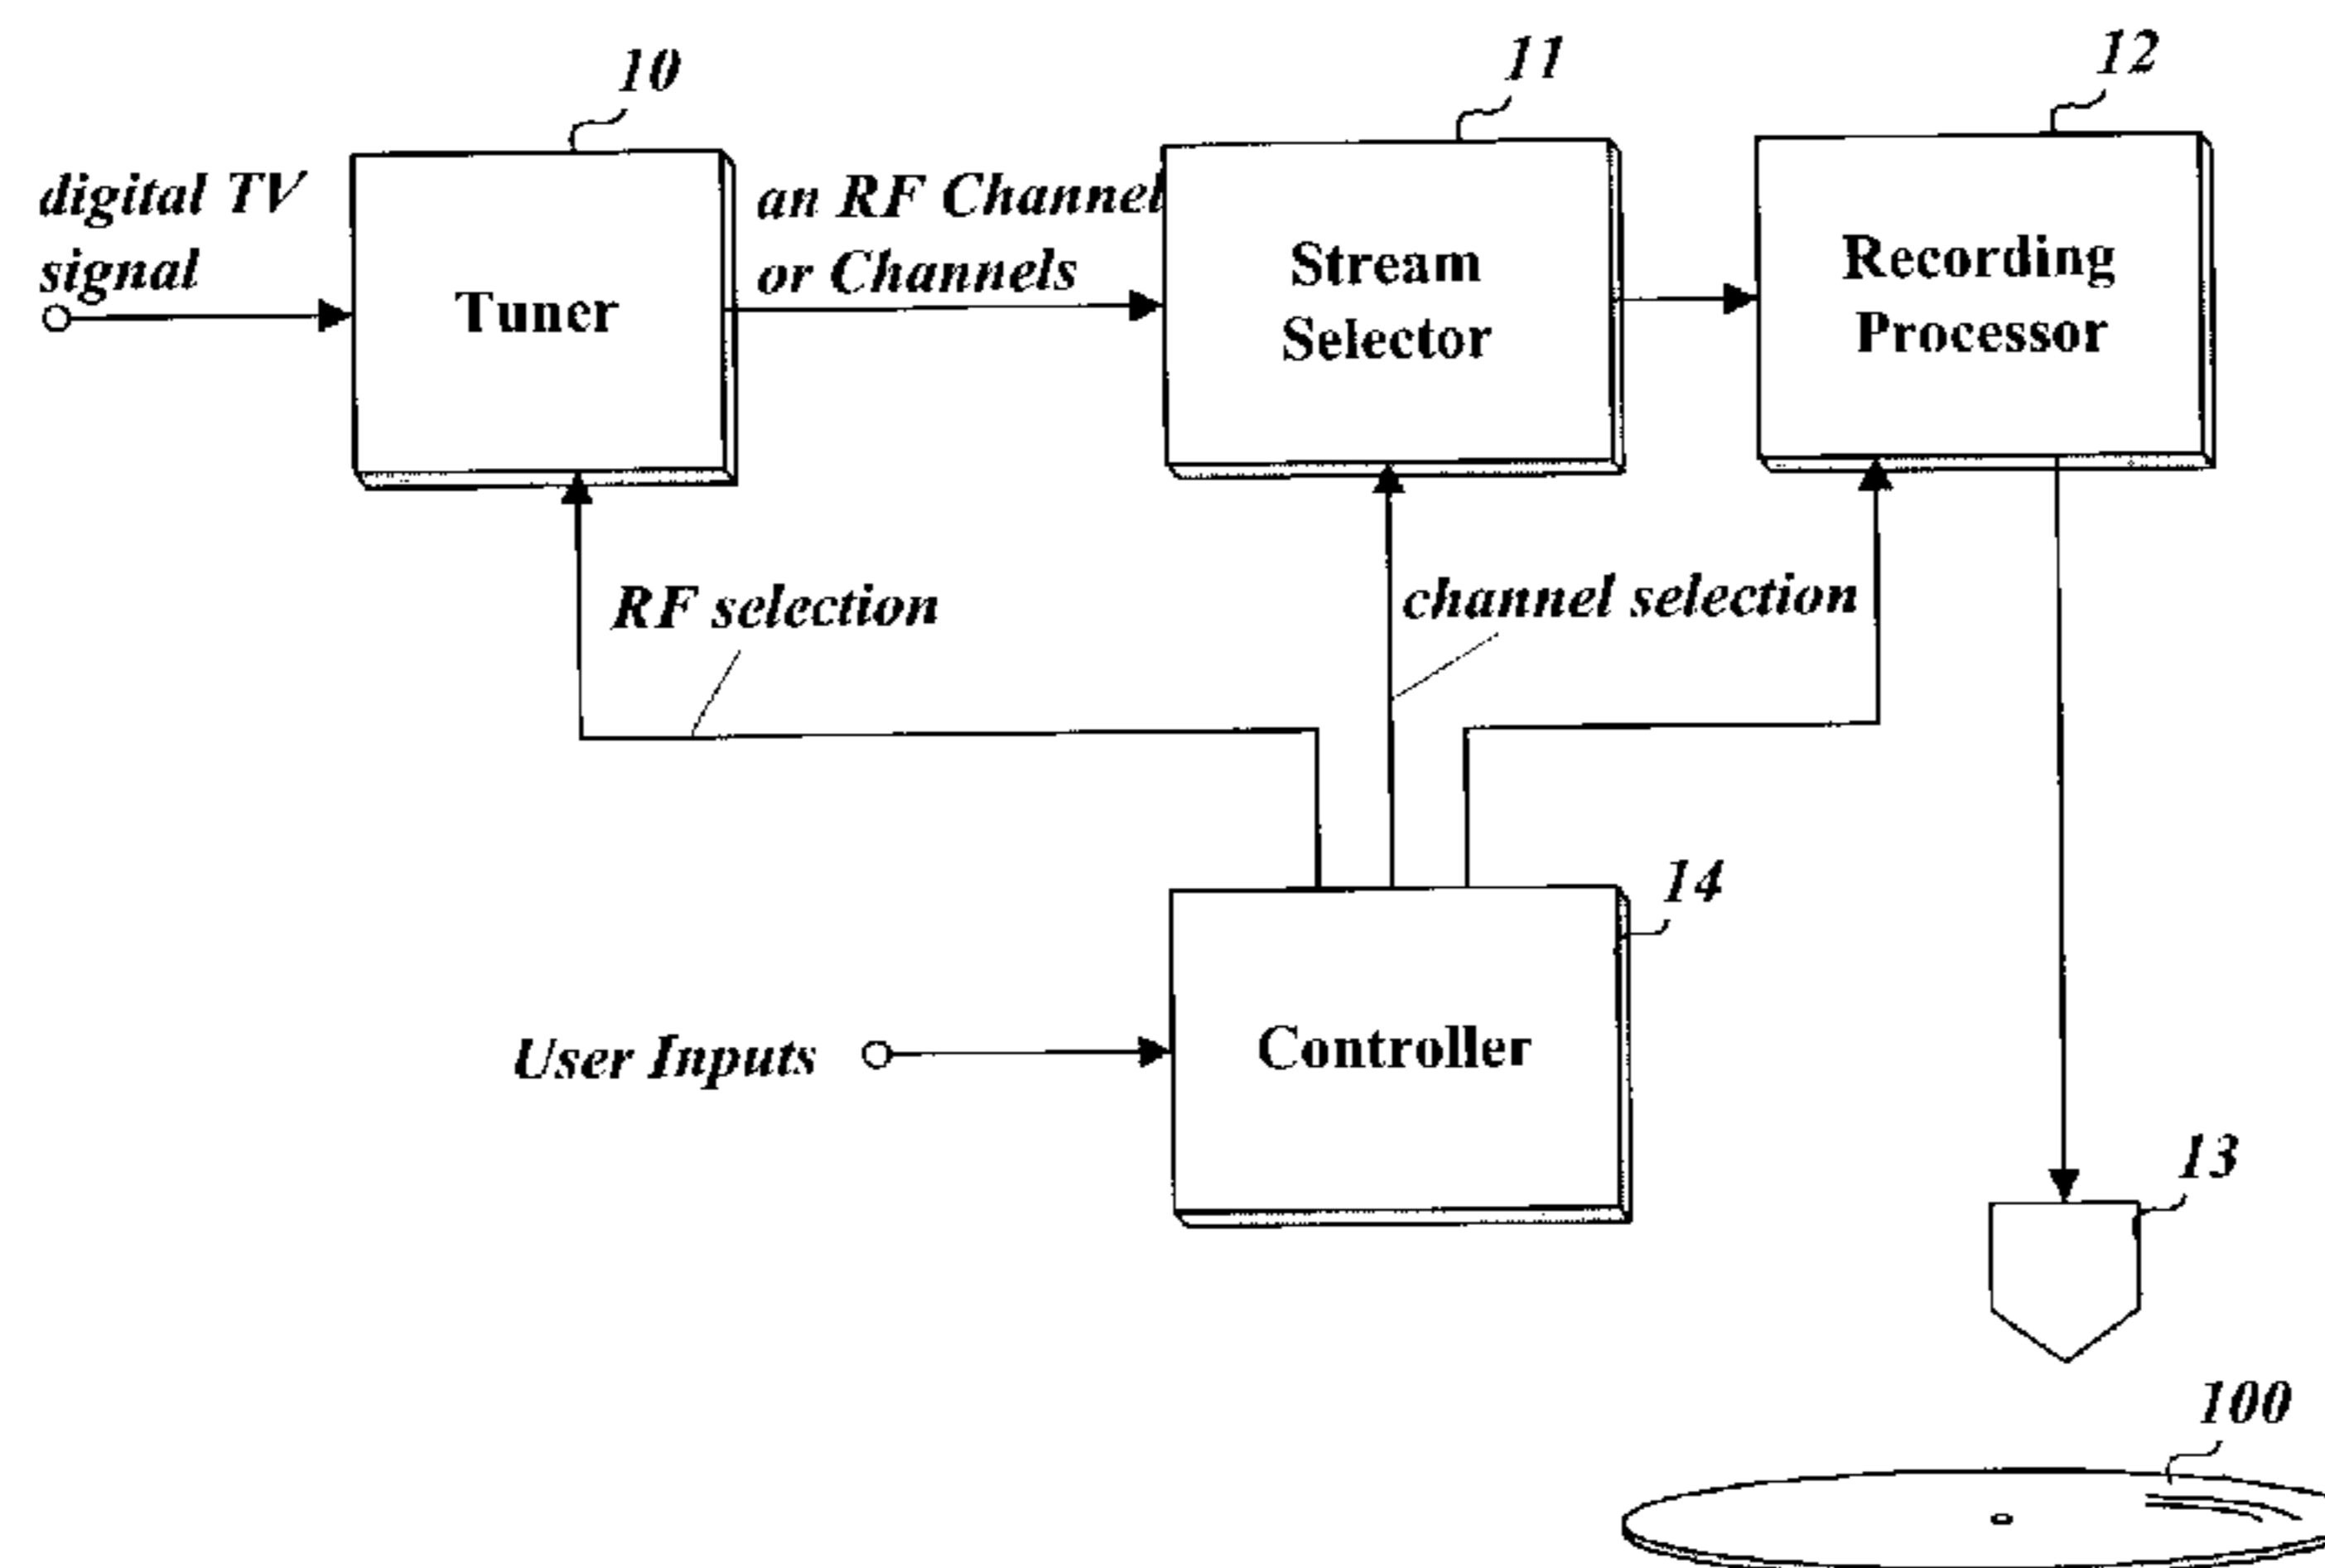 10
11
12
digital TV
signal
an RF Channel
or Channels
Tuner
Stream
Selector
Recording
Processor
RF selection
channel selection
14
User Inputs
Controller
13
100